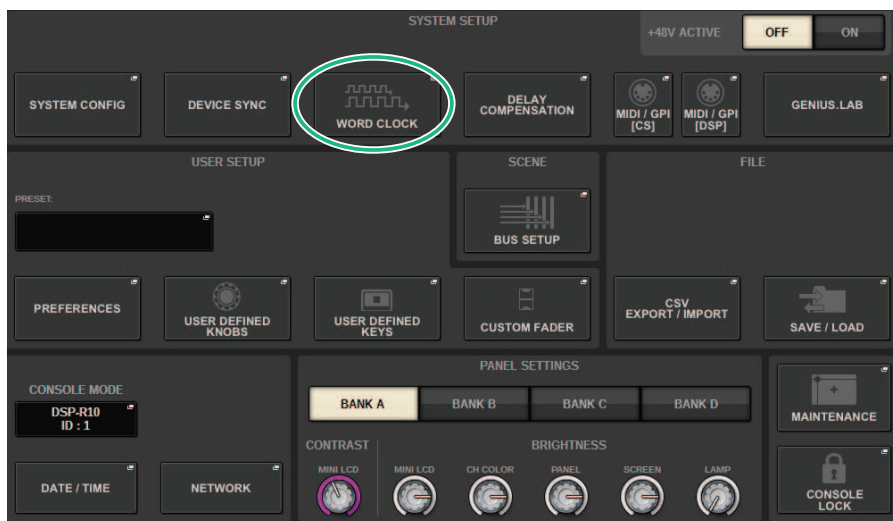 SYSTEM SETUP
+48V ACTIVE
OFF
ON
SYSTEM CONFIG
DEVICE SYNC
WORD CLOCK
DELAY
COMPENSATION
MIDI / GPI
[CS]
MIDI / GPI
[DSP]
GENIUS.LAB
USER SETUP
SCENE
FILE
PRESET:
BUS SETUP
PREFERENCES
USER DEFINED
KNOBS
USER DEFINED
KEYS
CUSTOM FADER
CSV
EXPORT / IMPORT
SAVE / LOAD
CONSOLE MODE
DSP-R10
ID : 1
DATE / TIME
NETWORK
PANEL SETTINGS
BANK A
BANK B
BANK C
BANK D
CONTRAST
BRIGHTNESS
MINI LCD
MINI LCD
CH COLOR
PANEL
SCREEN
LAMP
MAINTENANCE
CONSOLE
LOCK